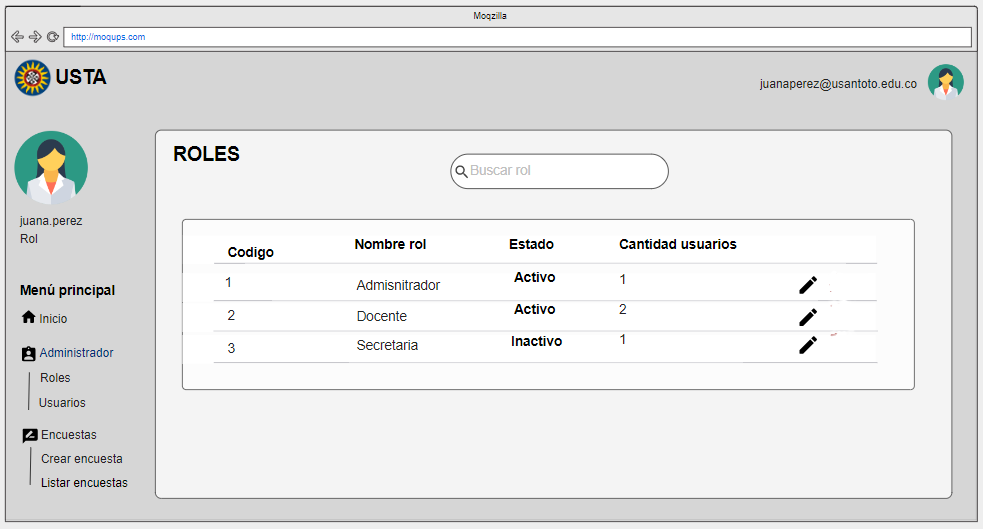 Moqzilla
http://moqups.com
USTA
juanaperez@usantoto.edu.co
juana.perez
Rol
Menú principal
Inicio
Administrador
Roles
Usuarios
Encuestas
Crear encuesta
Listar encuestas
ROLES
Buscar rol
Codigo Nombre rol Estado Cantidad usuarios
1 Admisnitrador Activo 1
2 Docente Activo 2
3 Secretaria Inactivo 1